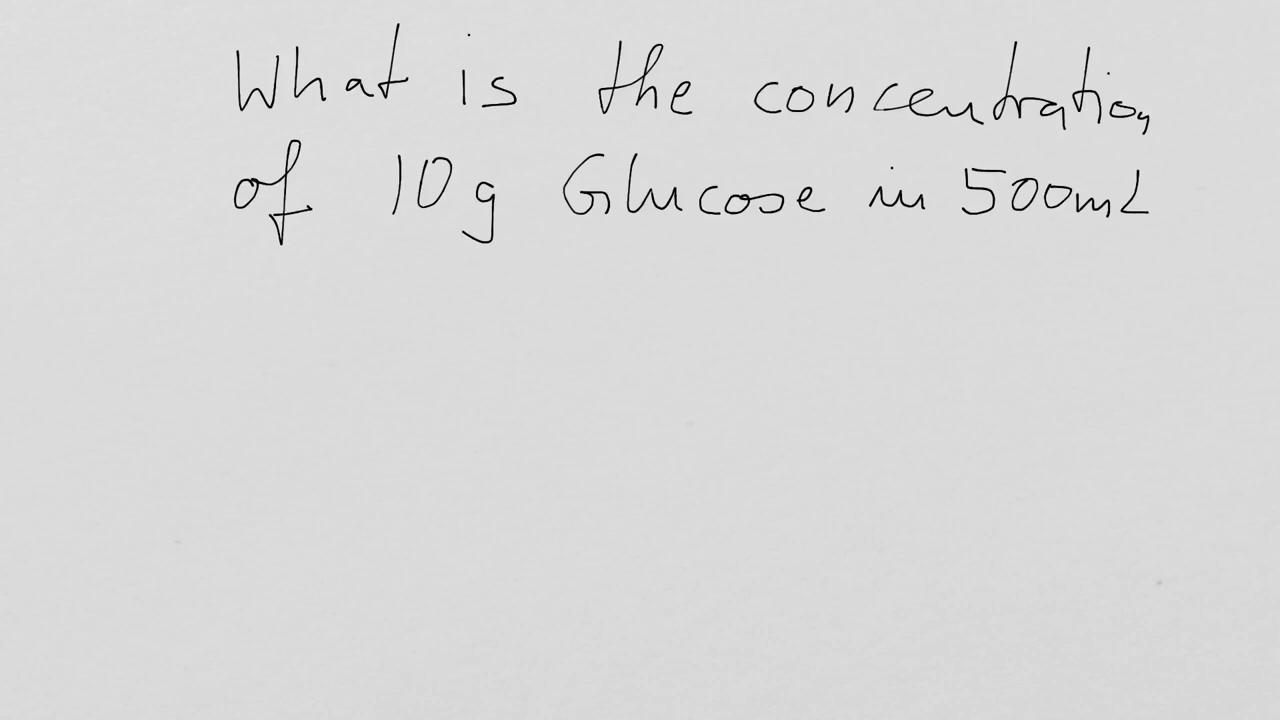 What is the concentration
of 10g Glucose in 500mL